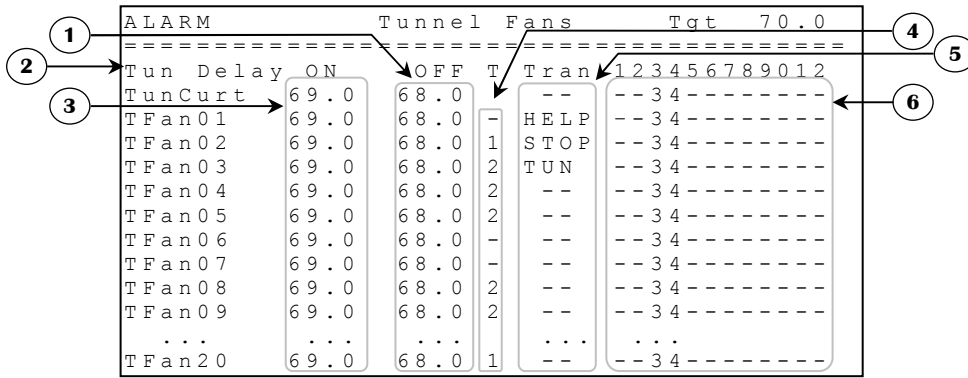 ALARM Tunnel Fans Tgt 70.0
==========================================
Tun Delay ON OFF T Tran 123456789012
TunCurt 69.0 68.0 -- --34--------
TFan01 69.0 68.0 - HELP --34--------
TFan02 69.0 68.0 1 STOP --34--------
TFan03 69.0 68.0 2 TUN --34--------
TFan04 69.0 68.0 2 -- --34--------
TFan05 69.0 68.0 2 -- --34--------
TFan06 69.0 68.0 - -- --34--------
TFan07 69.0 68.0 - -- --34--------
TFan08 69.0 68.0 2 -- --34--------
TFan09 69.0 68.0 2 -- --34--------
... ... ... ... ...
TFan20 69.0 68.0 1 -- --34--------
1
2
3
4
5
6